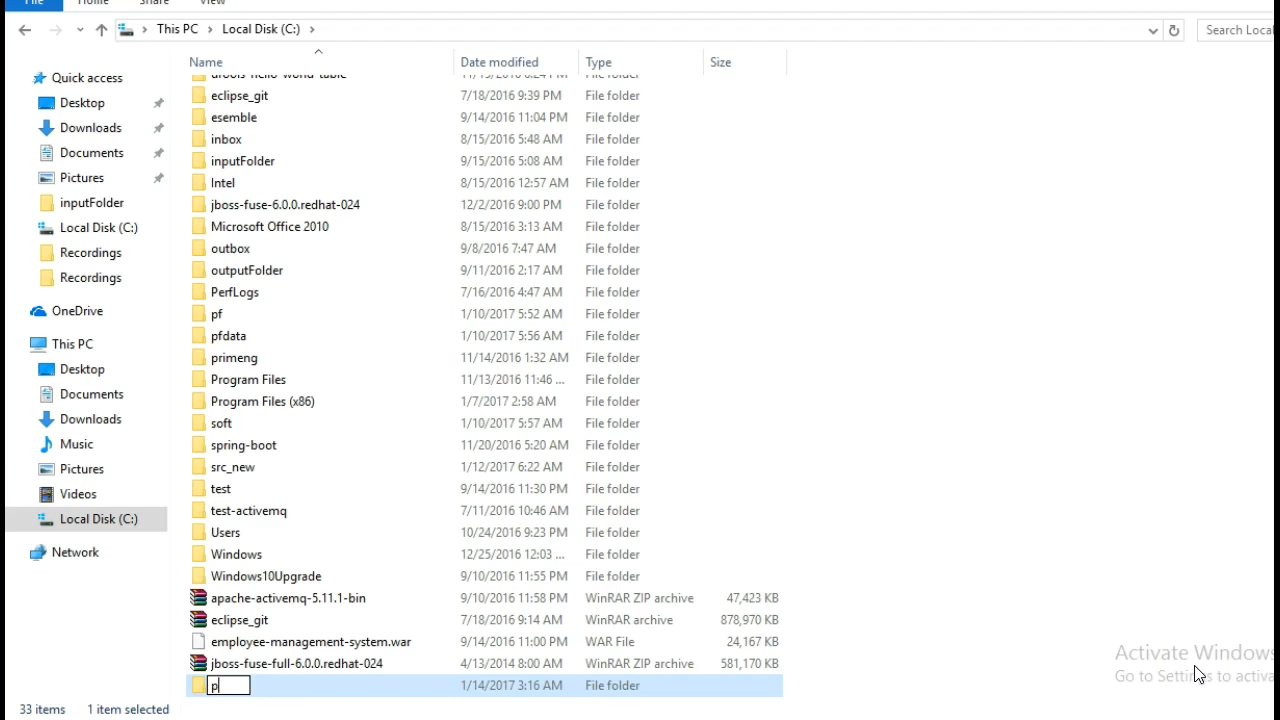 File Home Share View
This PC Local Disk (C:) Search Local
Name Date modified Type Size
Quick access
Desktop
Downloads
Documents
Pictures
inputFolder
Local Disk (C:)
Recordings
Recordings
OneDrive
This PC
Desktop
Documents
Downloads
Music
Pictures
Videos
Local Disk (C:)
Network
drools-hello-world-table File folder
eclipse_git 7/18/2016 9:39 PM File folder
esemble 9/14/2016 11:04 PM File folder
inbox 8/15/2016 5:48 AM File folder
inputFolder 9/15/2016 5:08 AM File folder
Intel 8/15/2016 12:57 AM File folder
jboss-fuse-6.0.0.redhat-024 12/2/2016 9:00 PM File folder
Microsoft Office 2010 8/15/2016 3:13 AM File folder
outbox 9/8/2016 7:47 AM File folder
outputFolder 9/11/2016 2:17 AM File folder
PerfLogs 7/16/2016 4:47 AM File folder
pf 1/10/2017 5:52 AM File folder
pfdata 1/10/2017 5:56 AM File folder
primeng 11/14/2016 1:32 AM File folder
Program Files 11/13/2016 11:46 ... File folder
Program Files (x86) 1/7/2017 2:58 AM File folder
soft 1/10/2017 5:57 AM File folder
spring-boot 11/20/2016 5:20 AM File folder
src_new 1/12/2017 6:22 AM File folder
test 9/14/2016 11:30 PM File folder
test-activemq 7/11/2016 10:46 AM File folder
Users 10/24/2016 9:23 PM File folder
Windows 12/25/2016 12:03 ... File folder
Windows10Upgrade 9/10/2016 11:55 PM File folder
apache-activemq-5.11.1-bin 9/10/2016 11:58 PM WinRAR ZIP archive 47,423 KB
eclipse_git 7/18/2016 9:14 AM WinRAR archive 878,970 KB
employee-management-system.war 9/14/2016 11:00 PM WAR File 24,167 KB
jboss-fuse-full-6.0.0.redhat-024 4/13/2014 8:00 AM WinRAR ZIP archive 581,170 KB
p 1/14/2017 3:16 AM File folder
Activate Windows
Go to Settings to activa
33 items 1 item selected